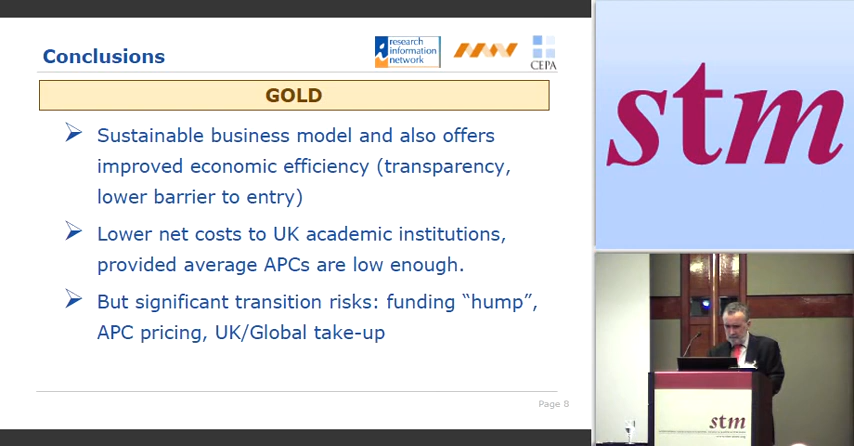 Conclusions
research
information
network
CEPA
GOLD
Sustainable business model and also offers
improved economic efficiency (transparency,
lower barrier to entry)
Lower net costs to UK academic institutions,
provided average APCs are low enough.
But significant transition risks: funding “hump”,
APC pricing, UK/Global take-up
Page 8
stm
stm